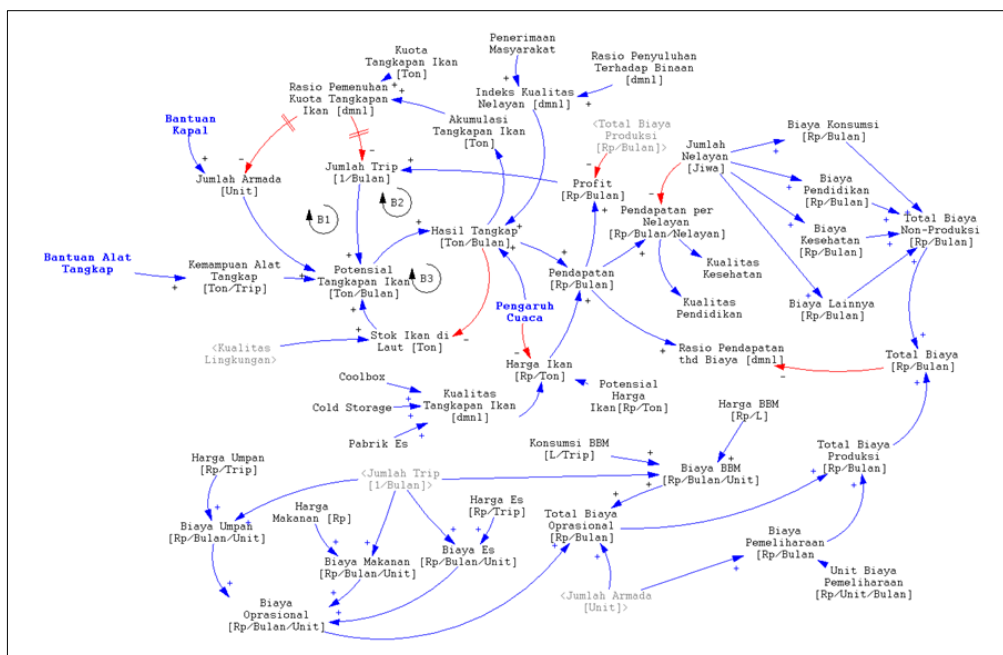 Penerimaan
Masyarakat
Kuota
Tangkapan Ikan
[Ton]
Rasio Penyuluhan
Terhadap Binaan
[dmnl]
Rasio Pemenuhan
Kuota Tangkapan
Ikan [dmnl]
Indeks Kualitas
Nelayan [dmnl]
Bantuan
Kapal
Akumulasi
Tangkapan Ikan
[Ton]
<Total Biaya
Produksi
[Rp/Bulan]>
Jumlah
Nelayan
[Jiwa]
Biaya Konsumsi
[Rp/Bulan]
Jumlah Armada
[Unit]
Jumlah Trip
[1/Bulan]
Profit
[Rp/Bulan]
Biaya
Pendidikan
[Rp/Bulan]
B1
B2
Pendapatan per
Nelayan
[Rp/Bulan/Nelayan]
Total Biaya
Non-Produksi
[Rp/Bulan]
Hasil Tangkap
[Ton/Bulan]
Biaya
Kesehatan
[Rp/Bulan]
Bantuan Alat
Tangkap
Kemampuan Alat
Tangkap
[Ton/Trip]
Potensial
Tangkapan Ikan
[Ton/Bulan]
B3
Pendapatan
[Rp/Bulan]
Kualitas
Kesehatan
Pengaruh
Cuaca
Kualitas
Pendidikan
Biaya Lainnya
[Rp/Bulan]
<Kualitas
Lingkungan>
Stok Ikan di
Laut [Ton]
Rasio Pendapatan
thd Biaya [dmnl]
Total Biaya
[Rp/Bulan]
Harga Ikan
[Rp/Ton]
Coolbox
Cold Storage
Pabrik Es
Kualitas
Tangkapan Ikan
[dmnl]
Potensial
Harga
Ikan[Rp/Ton]
Harga BBM
[Rp/L]
Harga Umpan
[Rp/Trip]
Konsumsi BBM
[L/Trip]
Total Biaya
Produksi
[Rp/Bulan]
<Jumlah Trip
[1/Bulan]>
Biaya BBM
[Rp/Bulan/Unit]
Harga
Makanan [Rp]
Harga Es
[Rp/Trip]
Biaya Umpan
[Rp/Bulan/Unit]
Total Biaya
Oprasional
[Rp/Bulan]
Biaya Makanan
[Rp/Bulan/Unit]
Biaya Es
[Rp/Bulan/Unit]
Biaya
Pemeliharaan
[Rp/Bulan
Biaya
Oprasional
[Rp/Bulan/Unit]
<Jumlah Armada
[Unit]>
Unit Biaya
Pemeliharaan
[Rp/Unit/Bulan]